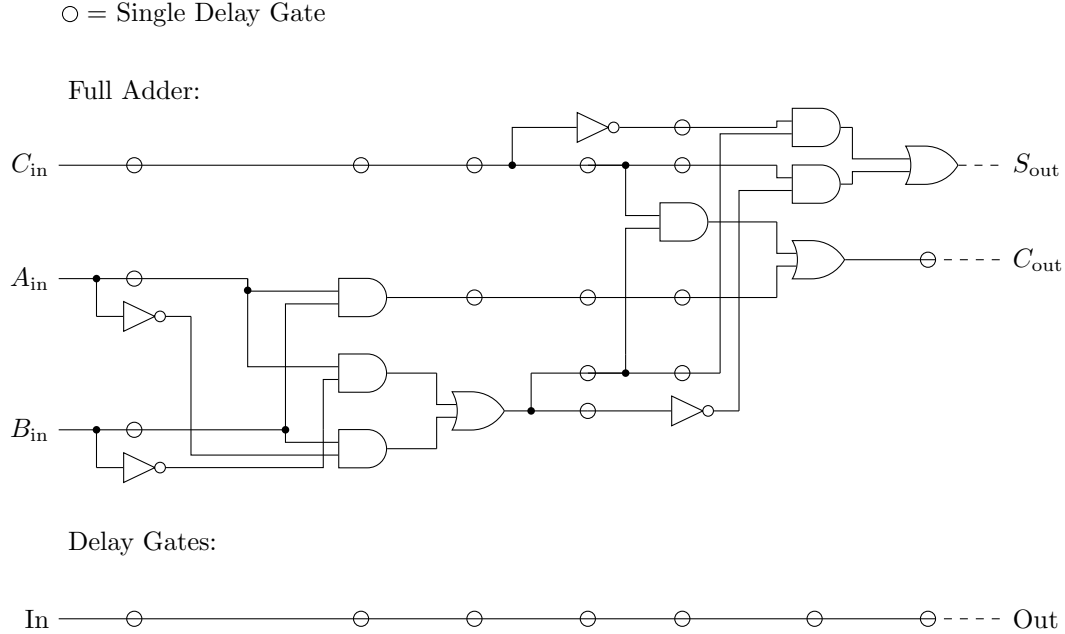 = Single Delay Gate
Full Adder:
C_in
S_out
C_out
A_in
B_in
Delay Gates:
In Out